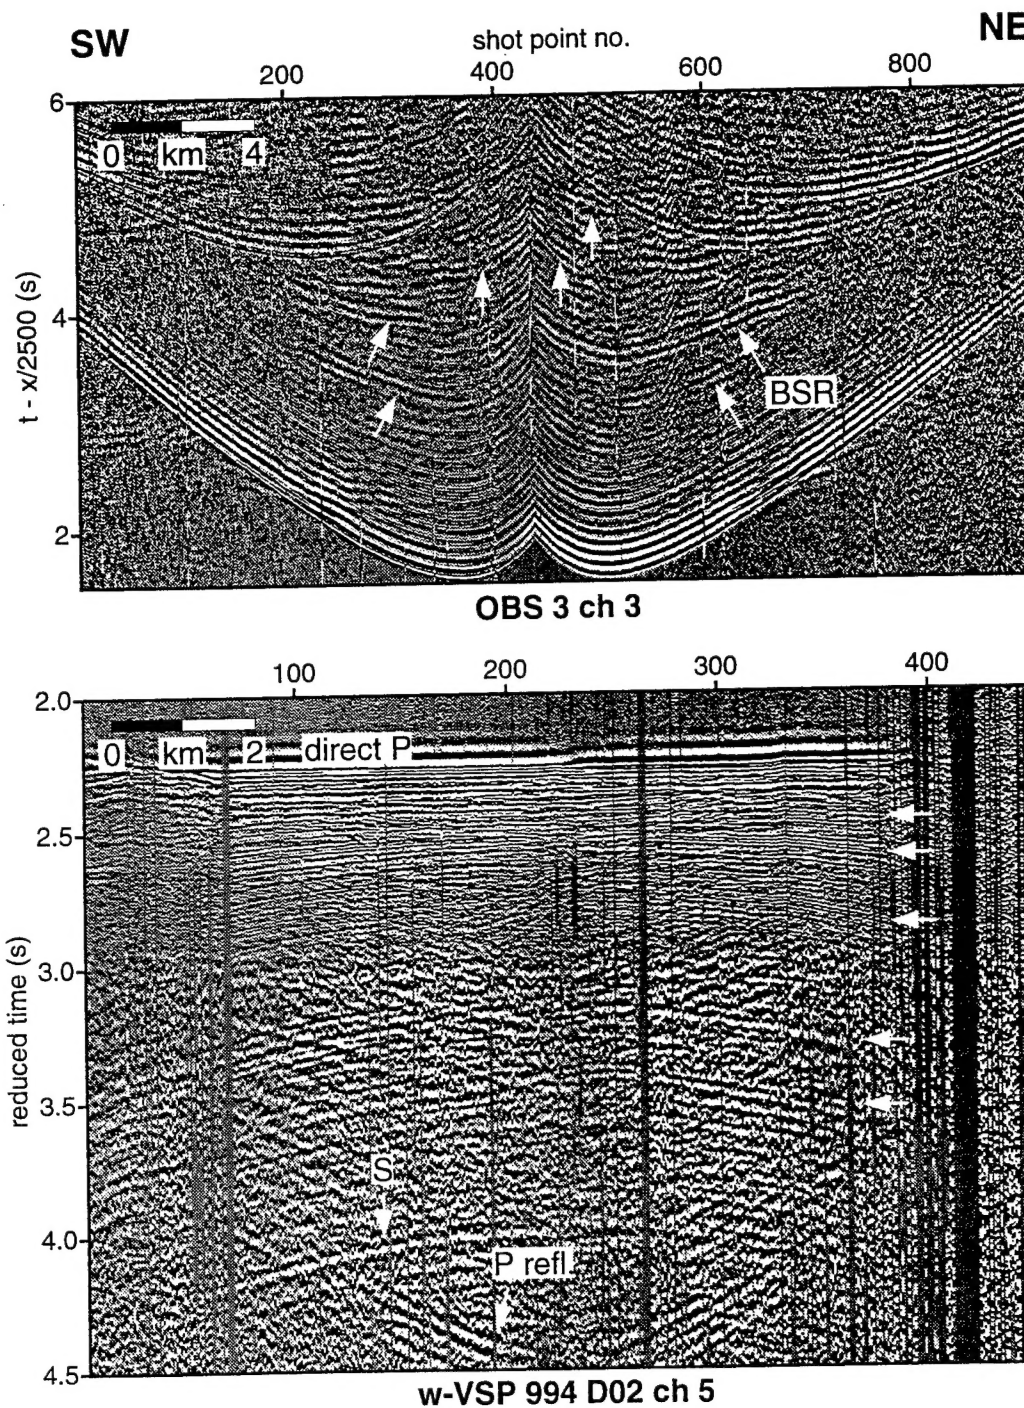 SW
shot point no.
NE
200 400 600 800
6
0 km 4
4
t - x/2500 (s)
BSR
2
OBS 3 ch 3
100 200 300 400
2.0
0 km 2 direct P
2.5
3.0
reduced time (s)
3.5
S
4.0
P refl.
4.5
w-VSP 994 D02 ch 5